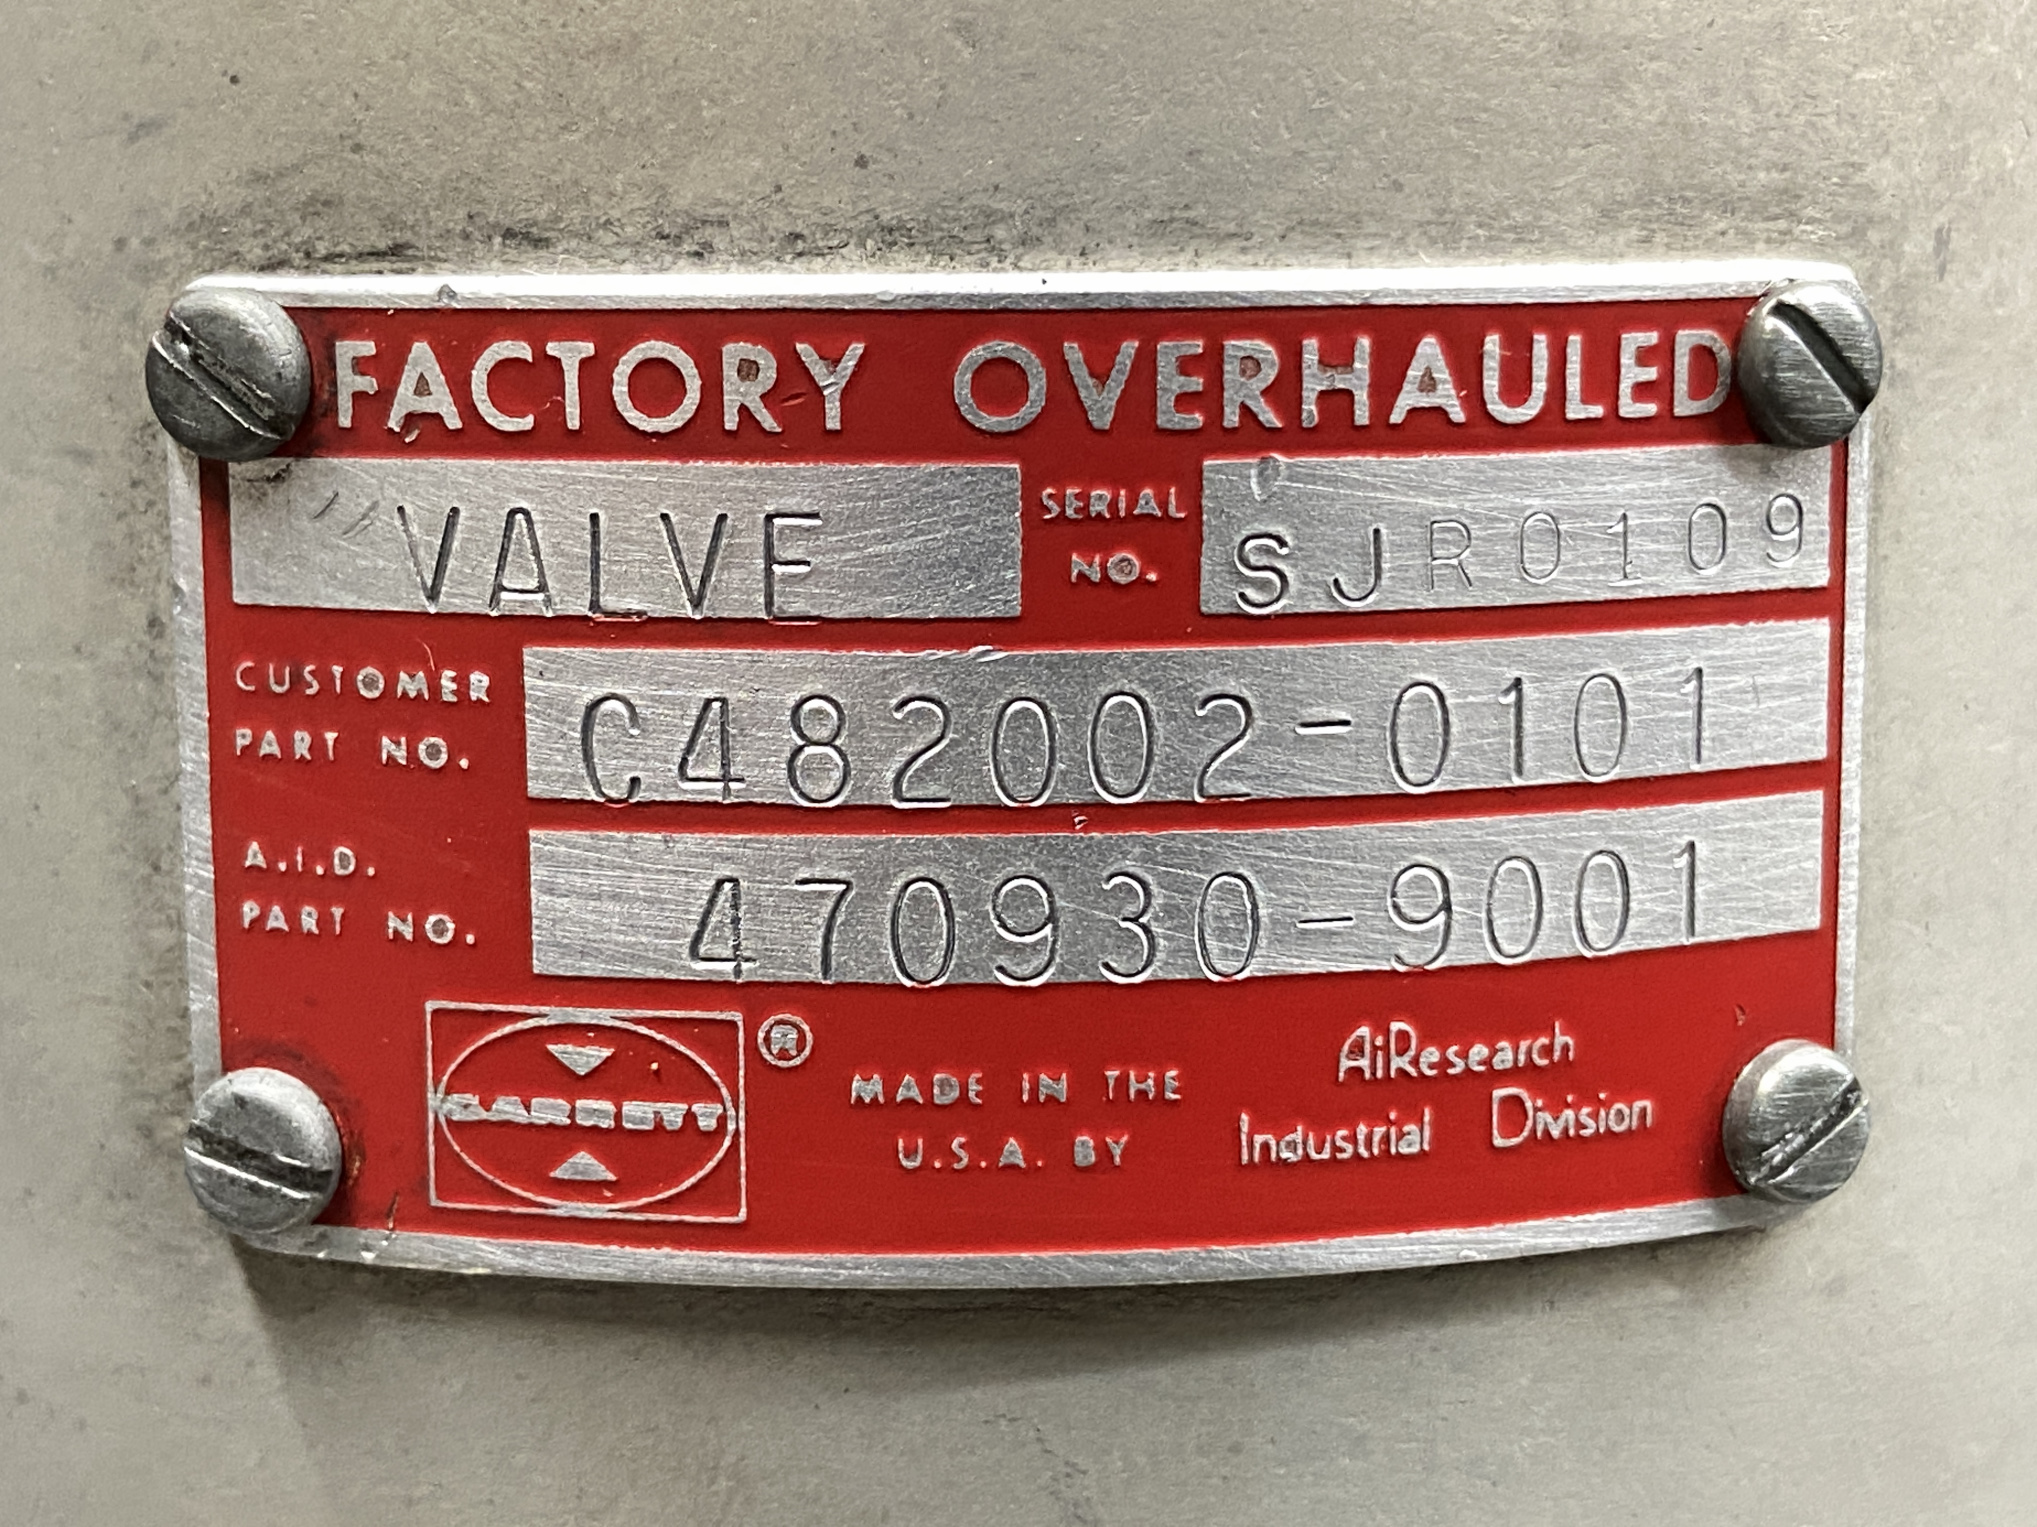 FACTORY OVERHAULED
VALVE
SERIAL
NO.
SJR0109
CUSTOMER
PART NO.
C482002-0101
A.I.D.
PART NO.
470930-9001
GARRETT
®
MADE IN THE
U.S.A. BY
AiResearch
Industrial Division